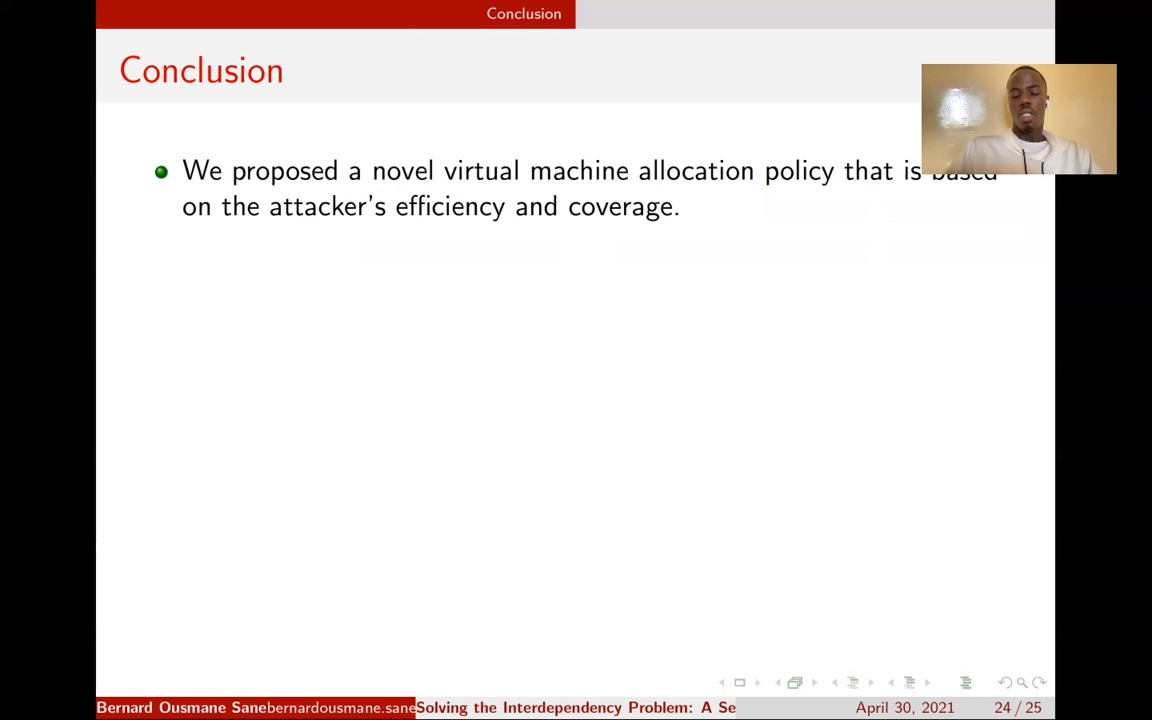 Conclusion
Conclusion
We proposed a novel virtual machine allocation policy that is based
on the attacker's efficiency and coverage.
Bernard Ousmane Sanebernardousmane.sane Solving the Interdependency Problem: A Se April 30, 2021 24 / 25